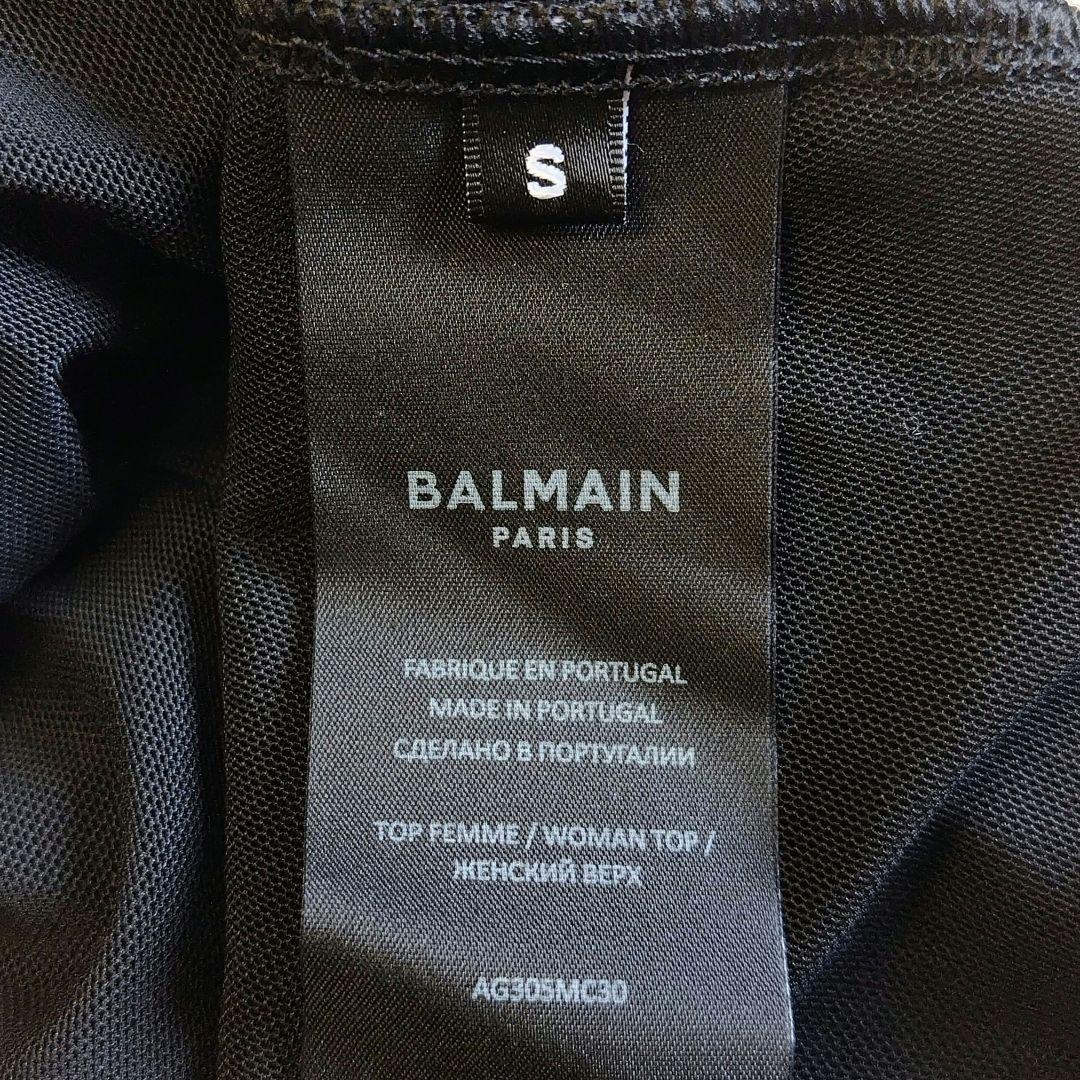 S
BALMAIN
PARIS
FABRIQUE EN PORTUGAL
MADE IN PORTUGAL
СДЕЛАНО В ПОРТУГАЛИИ
TOP FEMME / WOMAN TOP /
ЖЕНСКИЙ ВЕРХ
AG305MC30